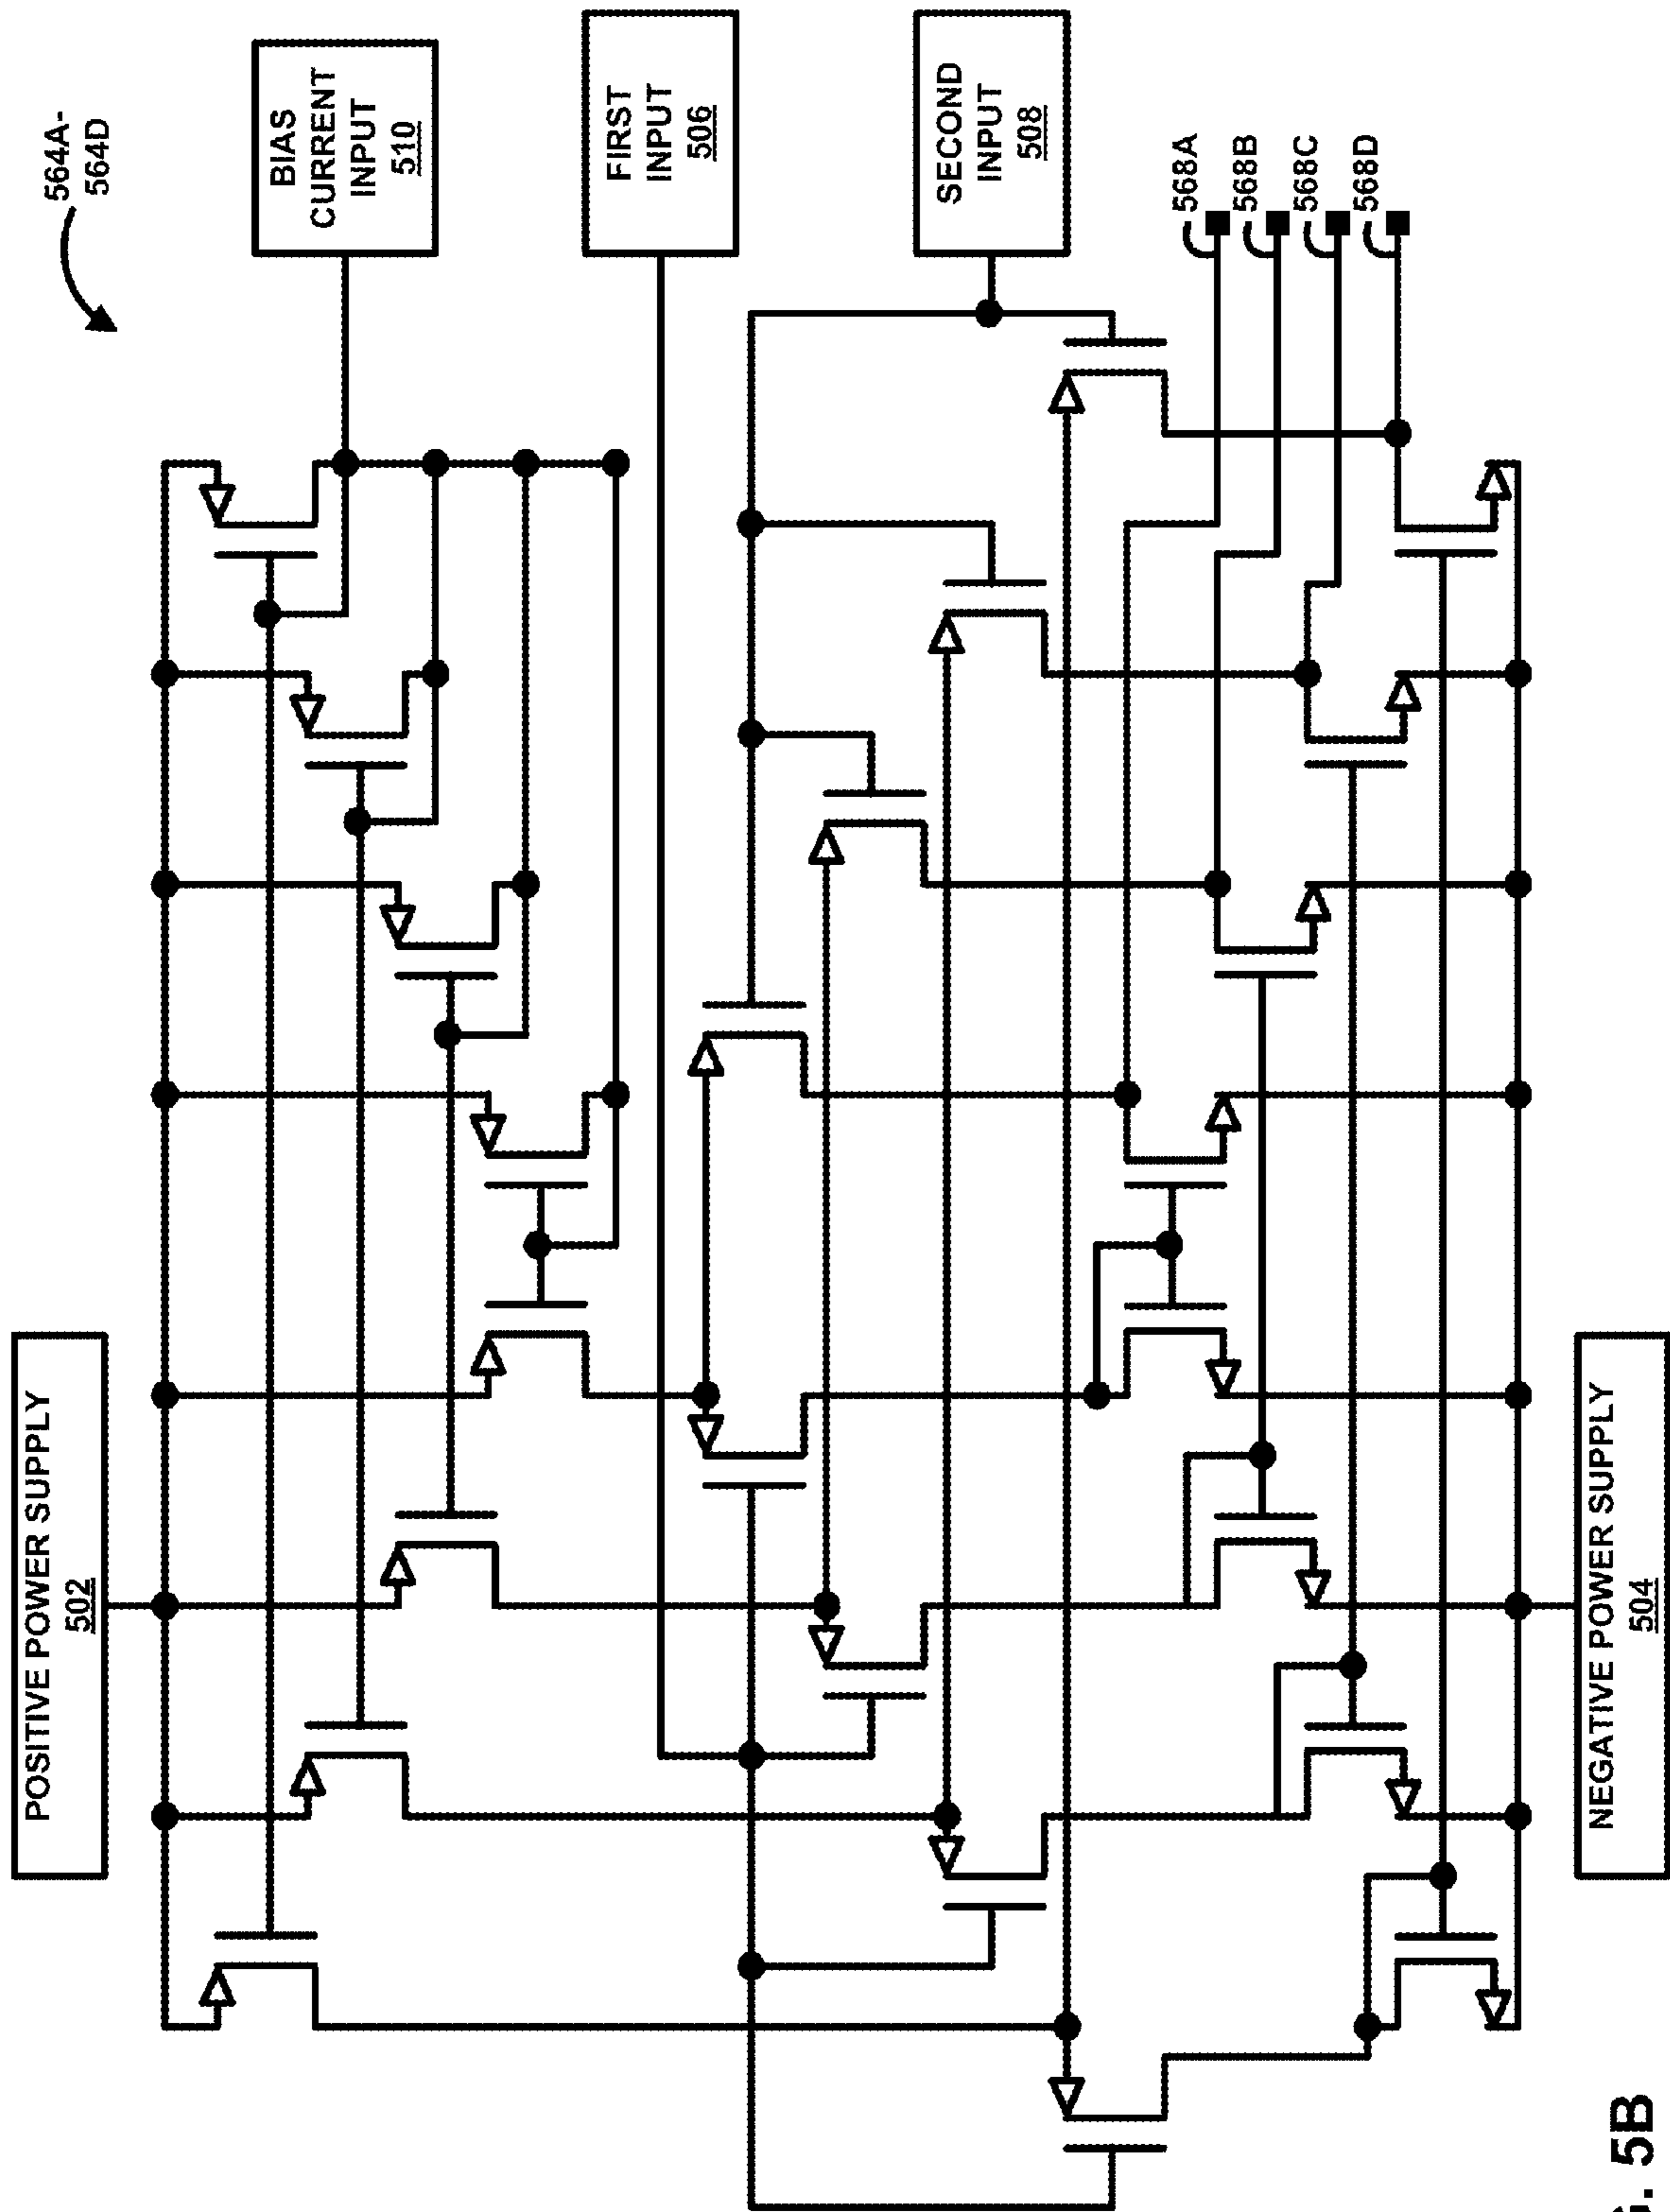 564A-
564D
BIAS
CURRENT
INPUT
510
FIRST
INPUT
506
SECOND
INPUT
508
568A
568B
568C
568D
POSITIVE POWER SUPPLY
502
NEGATIVE POWER SUPPLY
504
5B